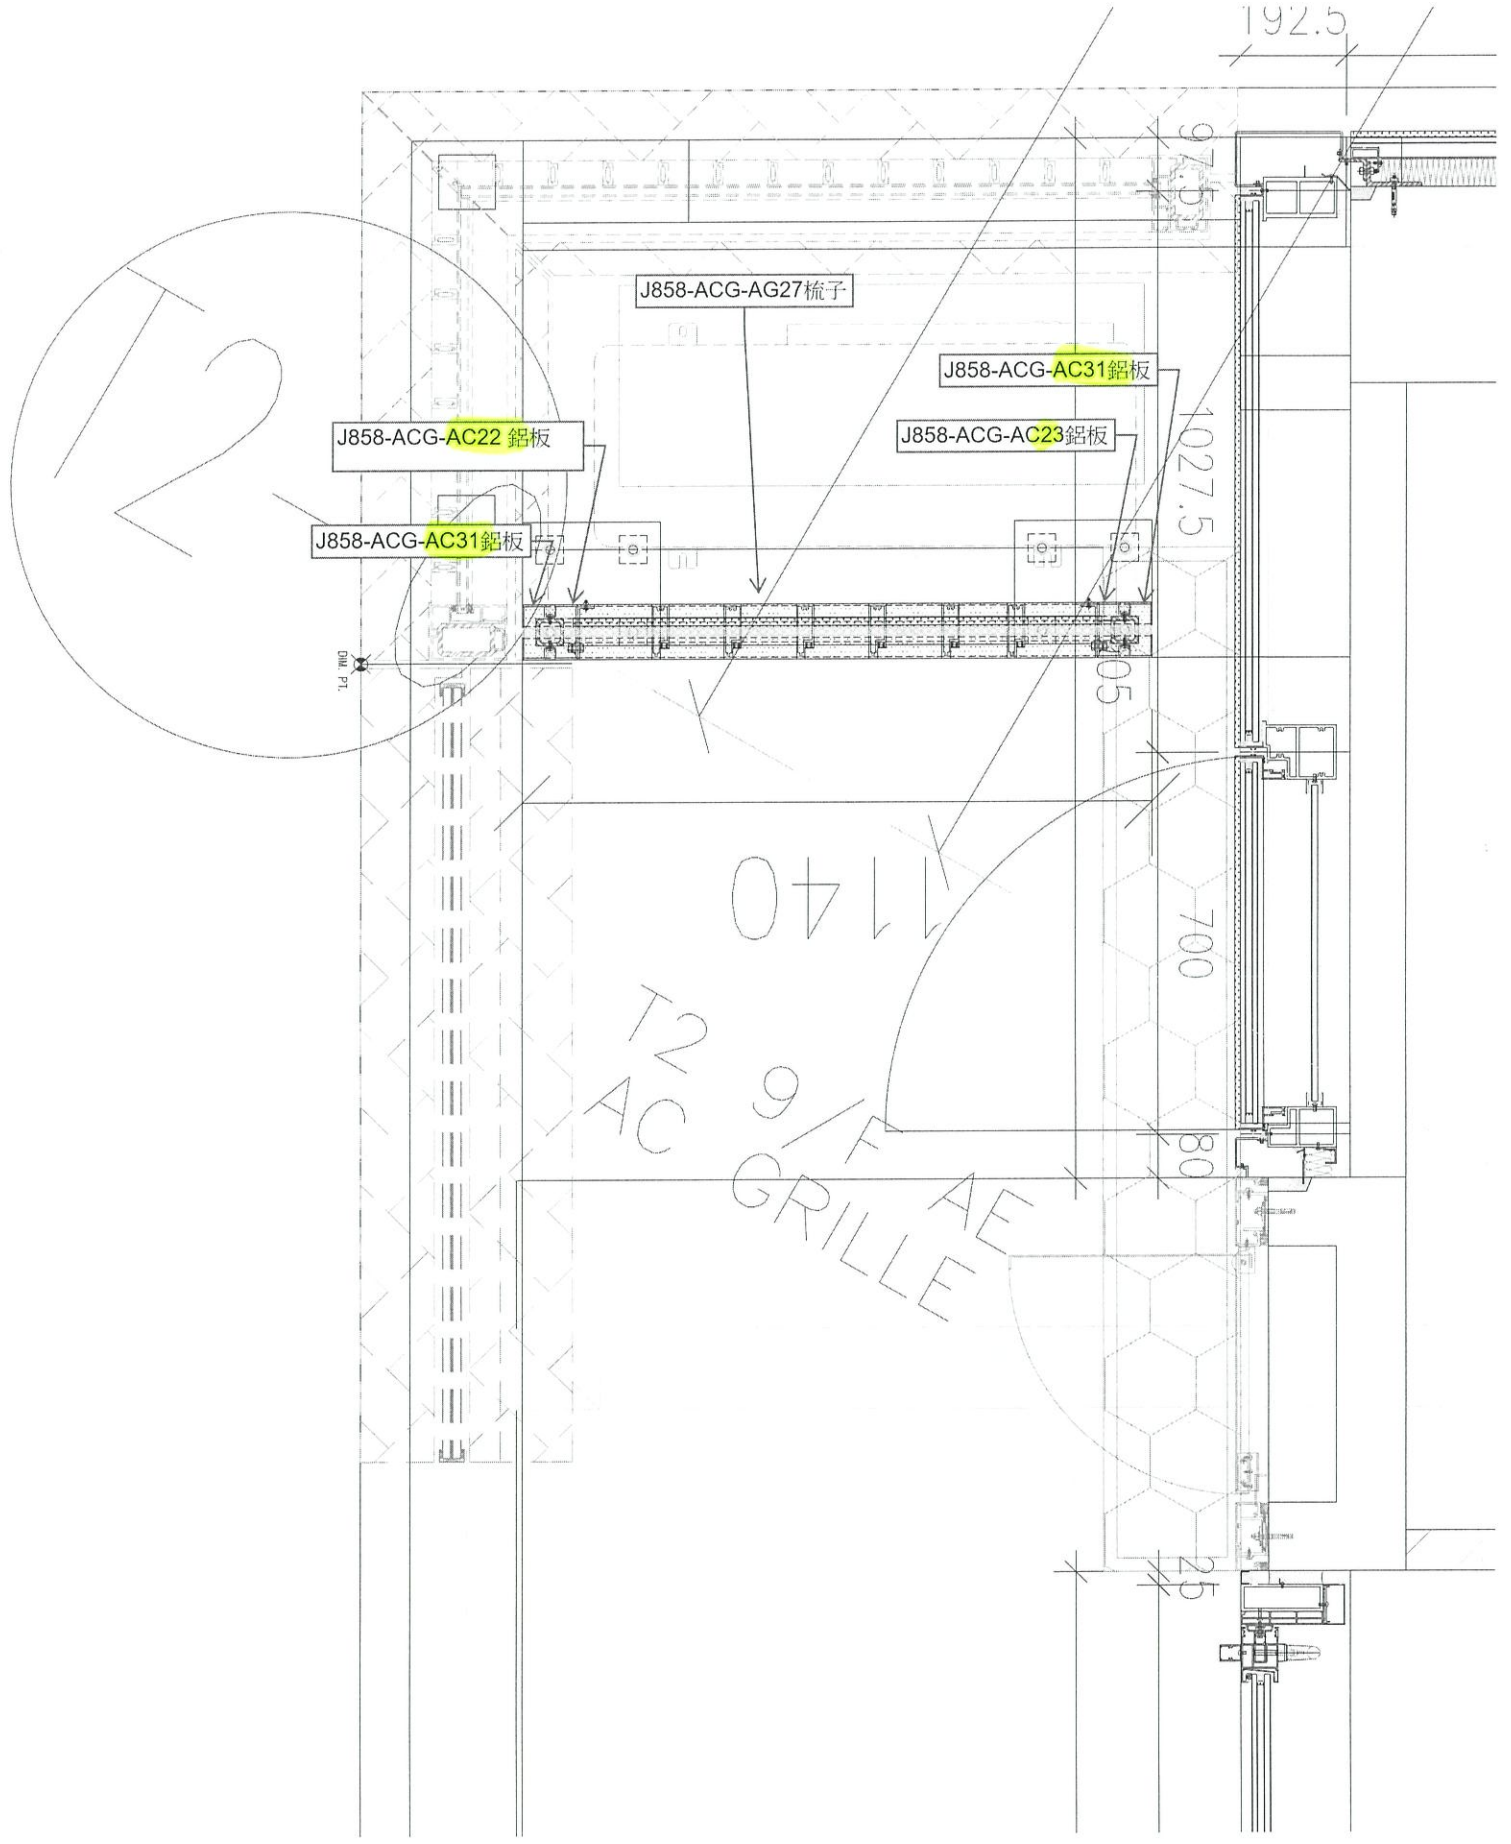 192.5
97.5
T2
J858-ACG-AG27梳子
J858-ACG-AC31鋁板
J858-ACG-AC22 鋁板
J858-ACG-AC23鋁板
1027.5
J858-ACG-AC31鋁板
DIM. PT.
105
1140
700
T2 9/F AE
AC GRILLE
80
25